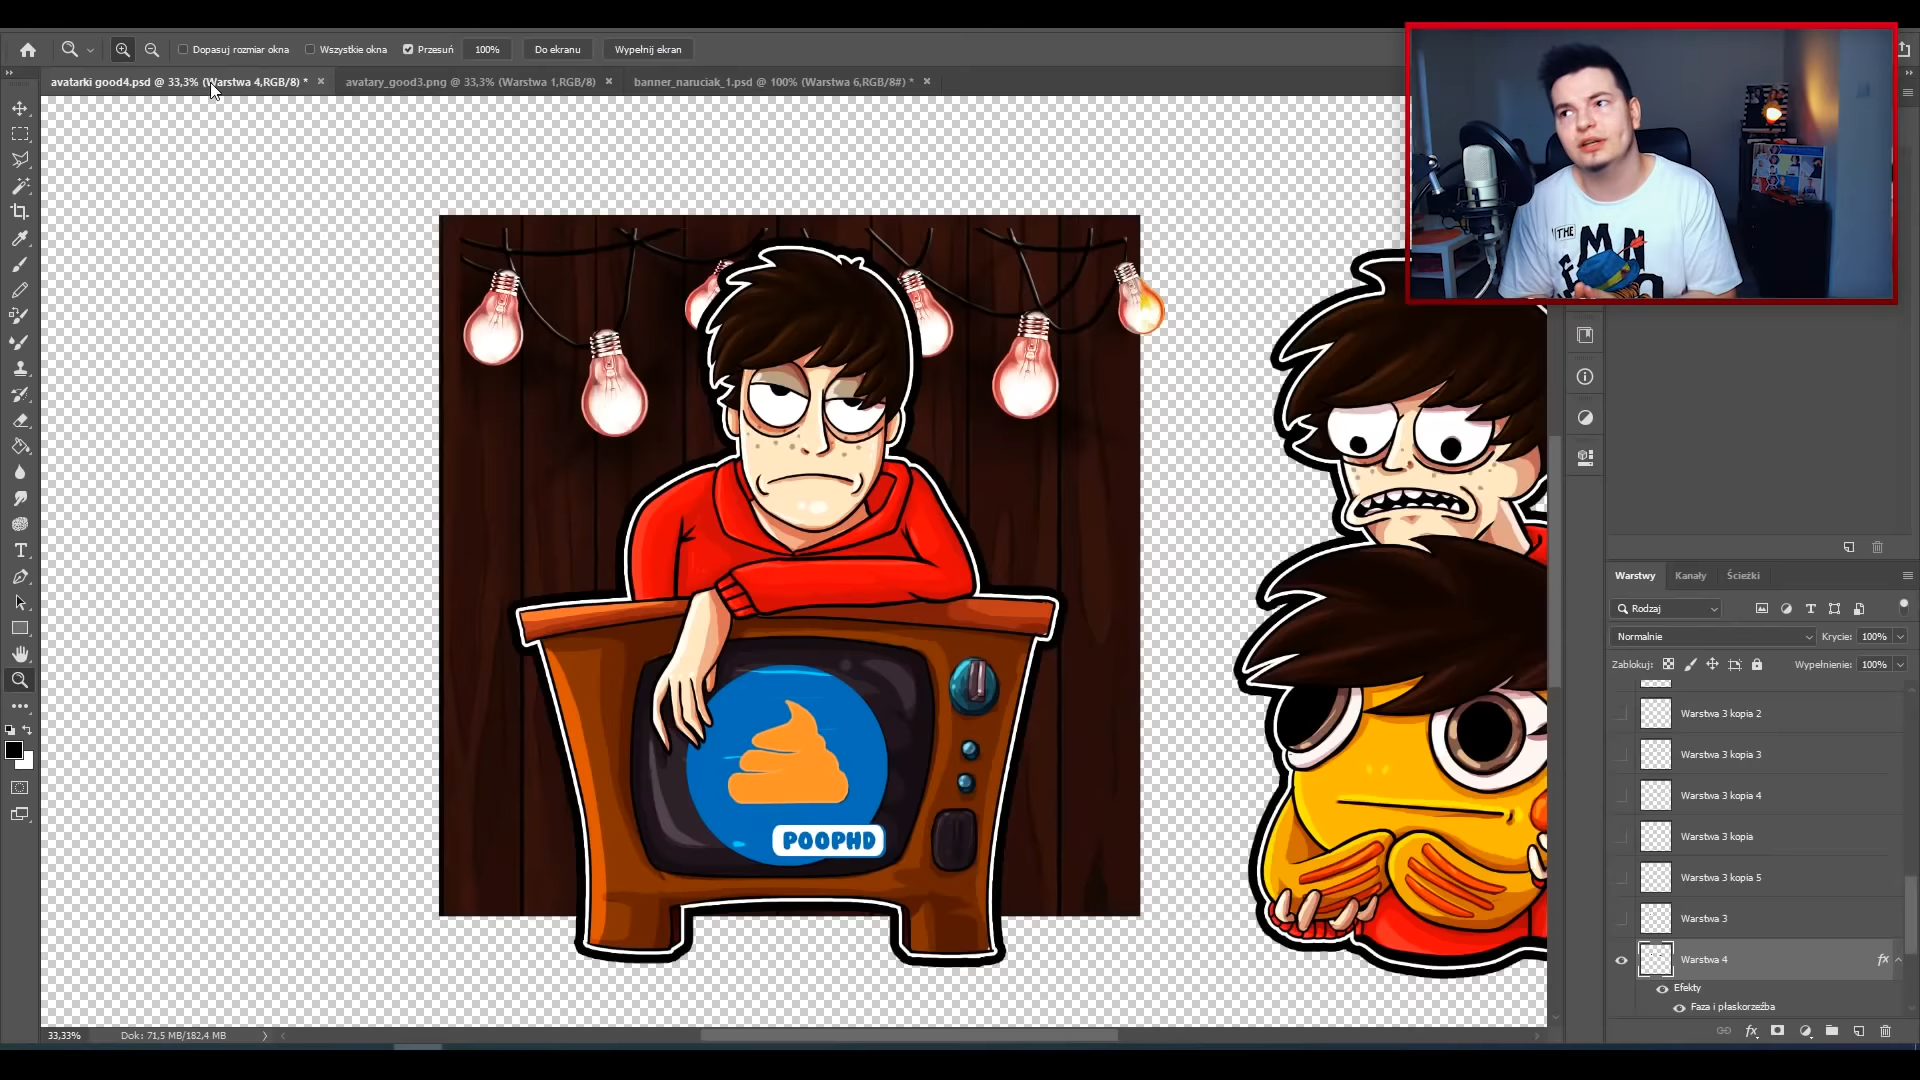 Dopasuj rozmiar okna
Wszystkie okna
Przesuń
100%
Do ekranu
Wypełnij ekran
avatarki good4.psd @ 33,3% (Warstwa 4,RGB/8) *
avatary_good3.png @ 33,3% (Warstwa 1,RGB/8)
banner_naruciak_1.psd @ 100% (Warstwa 6,RGB/8#) *
THE
POOPHD
Warstwy
Kanały
Ścieżki
Rodzaj
Normalnie
Krycie: 100%
Zablokuj:
Wypełnienie: 100%
Warstwa 3 kopia 2
Warstwa 3 kopia 3
Warstwa 3 kopia 4
Warstwa 3 kopia
Warstwa 3 kopia 5
Warstwa 3
Warstwa 4
fx
Efekty
Faza i płaskorzeźba
33,33%
Dok: 71,5 MB/182,4 MB